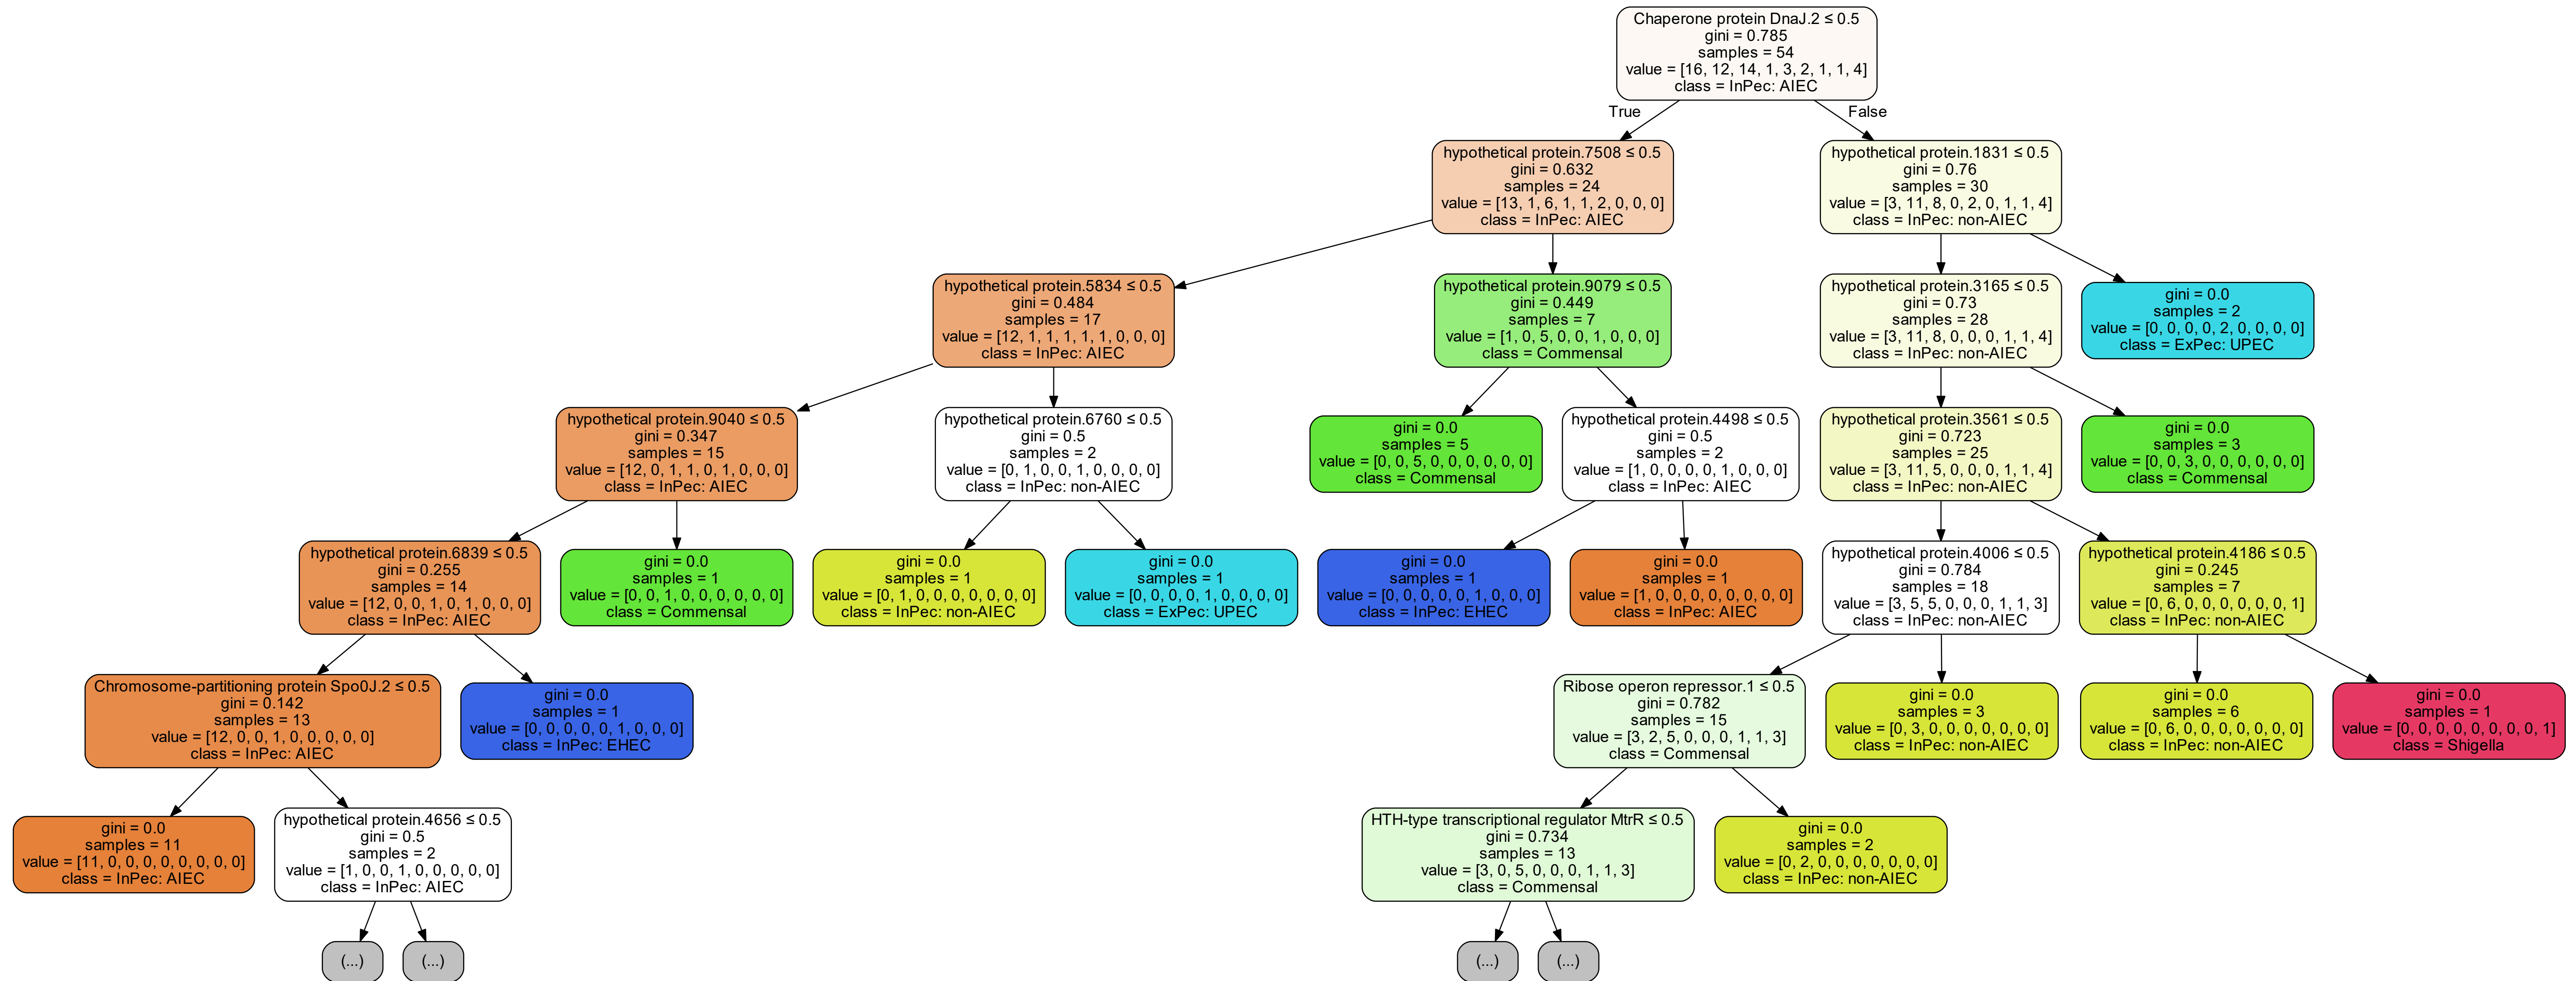 Chaperone protein DnaJ.2 ≤ 0.5
gini = 0.785
samples = 54
value = [16, 12, 14, 1, 3, 2, 1, 1, 4]
class = InPec: AIEC
True
False
hypothetical protein.7508 ≤ 0.5
gini = 0.632
samples = 24
value = [13, 1, 6, 1, 1, 2, 0, 0, 0]
class = InPec: AIEC
hypothetical protein.1831 ≤ 0.5
gini = 0.76
samples = 30
value = [3, 11, 8, 0, 2, 0, 1, 1, 4]
class = InPec: non-AIEC
hypothetical protein.5834 ≤ 0.5
gini = 0.484
samples = 17
value = [12, 1, 1, 1, 1, 1, 0, 0, 0]
class = InPec: AIEC
hypothetical protein.9079 ≤ 0.5
gini = 0.449
samples = 7
value = [1, 0, 5, 0, 0, 1, 0, 0, 0]
class = Commensal
hypothetical protein.3165 ≤ 0.5
gini = 0.73
samples = 28
value = [3, 11, 8, 0, 0, 0, 1, 1, 4]
class = InPec: non-AIEC
gini = 0.0
samples = 2
value = [0, 0, 0, 0, 2, 0, 0, 0, 0]
class = ExPec: UPEC
hypothetical protein.9040 ≤ 0.5
gini = 0.347
samples = 15
value = [12, 0, 1, 1, 0, 1, 0, 0, 0]
class = InPec: AIEC
hypothetical protein.6760 ≤ 0.5
gini = 0.5
samples = 2
value = [0, 1, 0, 0, 1, 0, 0, 0, 0]
class = InPec: non-AIEC
gini = 0.0
samples = 5
value = [0, 0, 5, 0, 0, 0, 0, 0, 0]
class = Commensal
hypothetical protein.4498 ≤ 0.5
gini = 0.5
samples = 2
value = [1, 0, 0, 0, 0, 1, 0, 0, 0]
class = InPec: AIEC
hypothetical protein.3561 ≤ 0.5
gini = 0.723
samples = 25
value = [3, 11, 5, 0, 0, 0, 1, 1, 4]
class = InPec: non-AIEC
gini = 0.0
samples = 3
value = [0, 0, 3, 0, 0, 0, 0, 0, 0]
class = Commensal
hypothetical protein.6839 ≤ 0.5
gini = 0.255
samples = 14
value = [12, 0, 0, 1, 0, 1, 0, 0, 0]
class = InPec: AIEC
gini = 0.0
samples = 1
value = [0, 0, 1, 0, 0, 0, 0, 0, 0]
class = Commensal
gini = 0.0
samples = 1
value = [0, 1, 0, 0, 0, 0, 0, 0, 0]
class = InPec: non-AIEC
gini = 0.0
samples = 1
value = [0, 0, 0, 0, 1, 0, 0, 0, 0]
class = ExPec: UPEC
gini = 0.0
samples = 1
value = [0, 0, 0, 0, 0, 1, 0, 0, 0]
class = InPec: EHEC
gini = 0.0
samples = 1
value = [1, 0, 0, 0, 0, 0, 0, 0, 0]
class = InPec: AIEC
hypothetical protein.4006 ≤ 0.5
gini = 0.784
samples = 18
value = [3, 5, 5, 0, 0, 0, 1, 1, 3]
class = InPec: non-AIEC
hypothetical protein.4186 ≤ 0.5
gini = 0.245
samples = 7
value = [0, 6, 0, 0, 0, 0, 0, 0, 1]
class = InPec: non-AIEC
Chromosome-partitioning protein Spo0J.2 ≤ 0.5
gini = 0.142
samples = 13
value = [12, 0, 0, 1, 0, 0, 0, 0, 0]
class = InPec: AIEC
gini = 0.0
samples = 1
value = [0, 0, 0, 0, 0, 1, 0, 0, 0]
class = InPec: EHEC
Ribose operon repressor.1 ≤ 0.5
gini = 0.782
samples = 15
value = [3, 2, 5, 0, 0, 0, 1, 1, 3]
class = Commensal
gini = 0.0
samples = 3
value = [0, 3, 0, 0, 0, 0, 0, 0, 0]
class = InPec: non-AIEC
gini = 0.0
samples = 6
value = [0, 6, 0, 0, 0, 0, 0, 0, 0]
class = InPec: non-AIEC
gini = 0.0
samples = 1
value = [0, 0, 0, 0, 0, 0, 0, 0, 1]
class = Shigella
gini = 0.0
samples = 11
value = [11, 0, 0, 0, 0, 0, 0, 0, 0]
class = InPec: AIEC
hypothetical protein.4656 ≤ 0.5
gini = 0.5
samples = 2
value = [1, 0, 0, 1, 0, 0, 0, 0, 0]
class = InPec: AIEC
HTH-type transcriptional regulator MtrR ≤ 0.5
gini = 0.734
samples = 13
value = [3, 0, 5, 0, 0, 0, 1, 1, 3]
class = Commensal
gini = 0.0
samples = 2
value = [0, 2, 0, 0, 0, 0, 0, 0, 0]
class = InPec: non-AIEC
(...)
(...)
(...)
(...)